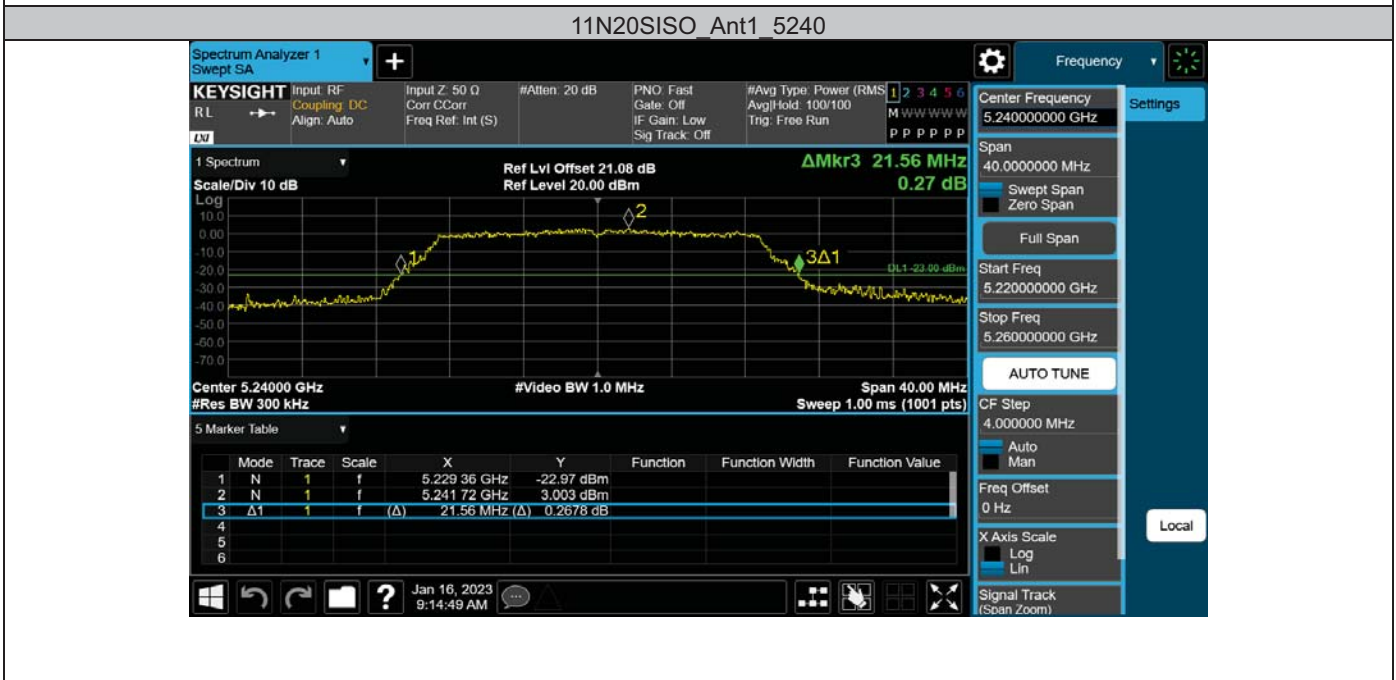 11N20SISO_Ant1_5240
Spectrum Analyzer 1
Swept SA
+
Frequency
Settings
KEYSIGHT
RL
LXI
Input: RF
Coupling: DC
Align: Auto
Input Z: 50 Ω
Corr CCorr
Freq Ref: Int (S)
#Atten: 20 dB
PNO: Fast
Gate: Off
IF Gain: Low
Sig Track: Off
#Avg Type: Power (RMS
Avg|Hold: 100/100
Trig: Free Run
1 2 3 4 5 6
M W W W W W
P P P P P P
1 Spectrum
Scale/Div 10 dB
Ref Lvl Offset 21.08 dB
Ref Level 20.00 dBm
ΔMkr3 21.56 MHz
0.27 dB
Log
10.0
0.00
-10.0
-20.0
-30.0
-40.0
-50.0
-60.0
-70.0
1
2
3Δ1
DL1 -23.00 dBm
Center 5.24000 GHz
#Video BW 1.0 MHz
Span 40.00 MHz
#Res BW 300 kHz
Sweep 1.00 ms (1001 pts)
5 Marker Table
Mode Trace Scale X Y Function Function Width Function Value
1 N 1 f 5.229 36 GHz -22.97 dBm
2 N 1 f 5.241 72 GHz 3.003 dBm
3 Δ1 1 f (Δ) 21.56 MHz (Δ) 0.2678 dB
4
5
6
Center Frequency
5.240000000 GHz
Span
40.0000000 MHz
Swept Span
Zero Span
Full Span
Start Freq
5.220000000 GHz
Stop Freq
5.260000000 GHz
AUTO TUNE
CF Step
4.000000 MHz
Auto
Man
Freq Offset
0 Hz
X Axis Scale
Log
Lin
Signal Track
(Span Zoom)
Local
?
Jan 16, 2023
9:14:49 AM